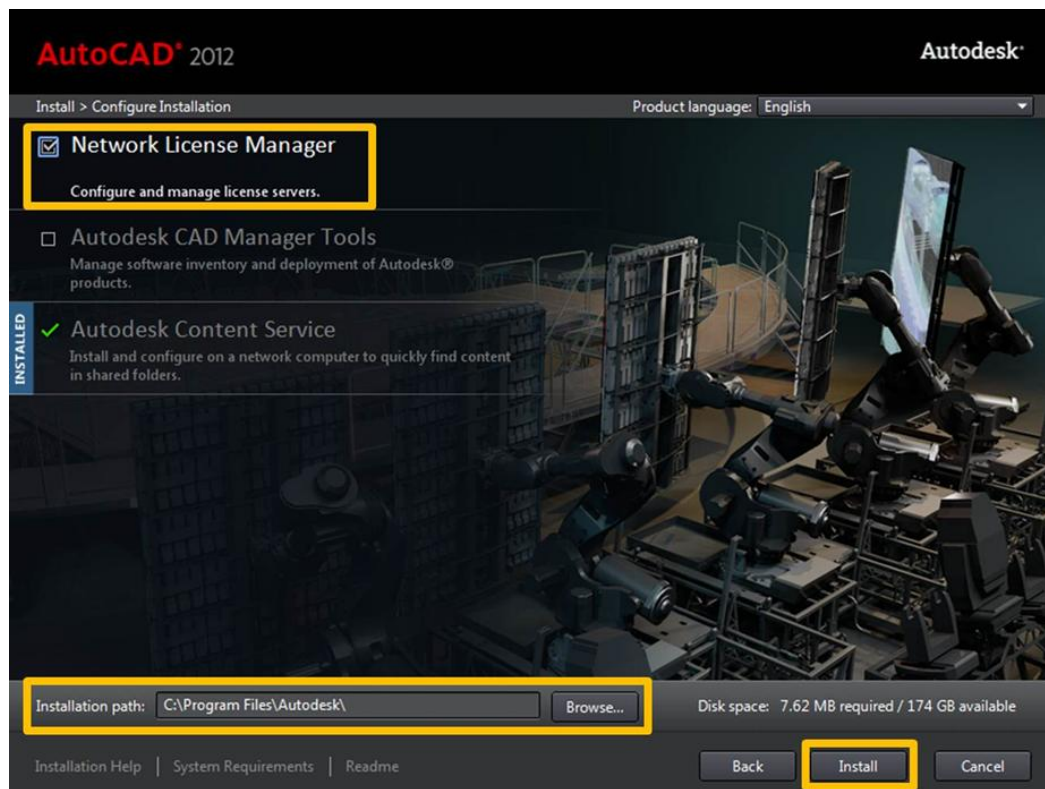 AutoCAD® 2012
Autodesk®
Install > Configure Installation
Product language: English
Network License Manager
Configure and manage license servers.
Autodesk CAD Manager Tools
Manage software inventory and deployment of Autodesk®
products.
INSTALLED
Autodesk Content Service
Install and configure on a network computer to quickly find content
in shared folders.
Installation path: C:\Program Files\Autodesk\ Browse...
Disk space: 7.62 MB required / 174 GB available
Installation Help | System Requirements | Readme
Back Install Cancel